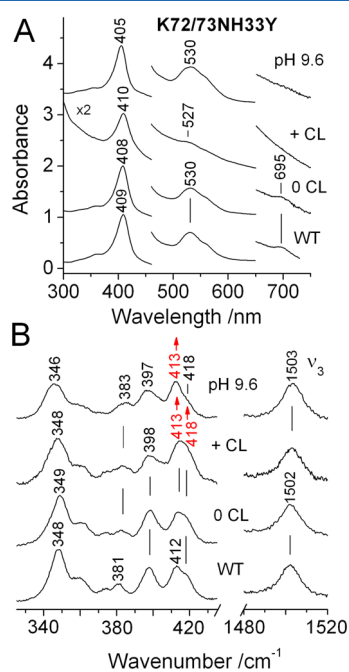 A
K72/73NH33Y
405
530
pH 9.6
x2
410
527
+ CL
408
530
695
0 CL
409
WT
Absorbance
4
3
2
1
0
300
400
500
600
700
Wavelength /nm
B
346
383
397
413
418
1503
ν3
pH 9.6
348
413
418
+ CL
398
349
1502
0 CL
348
381
412
WT
340
380
420
1480
1500
1520
Wavenumber /cm-1